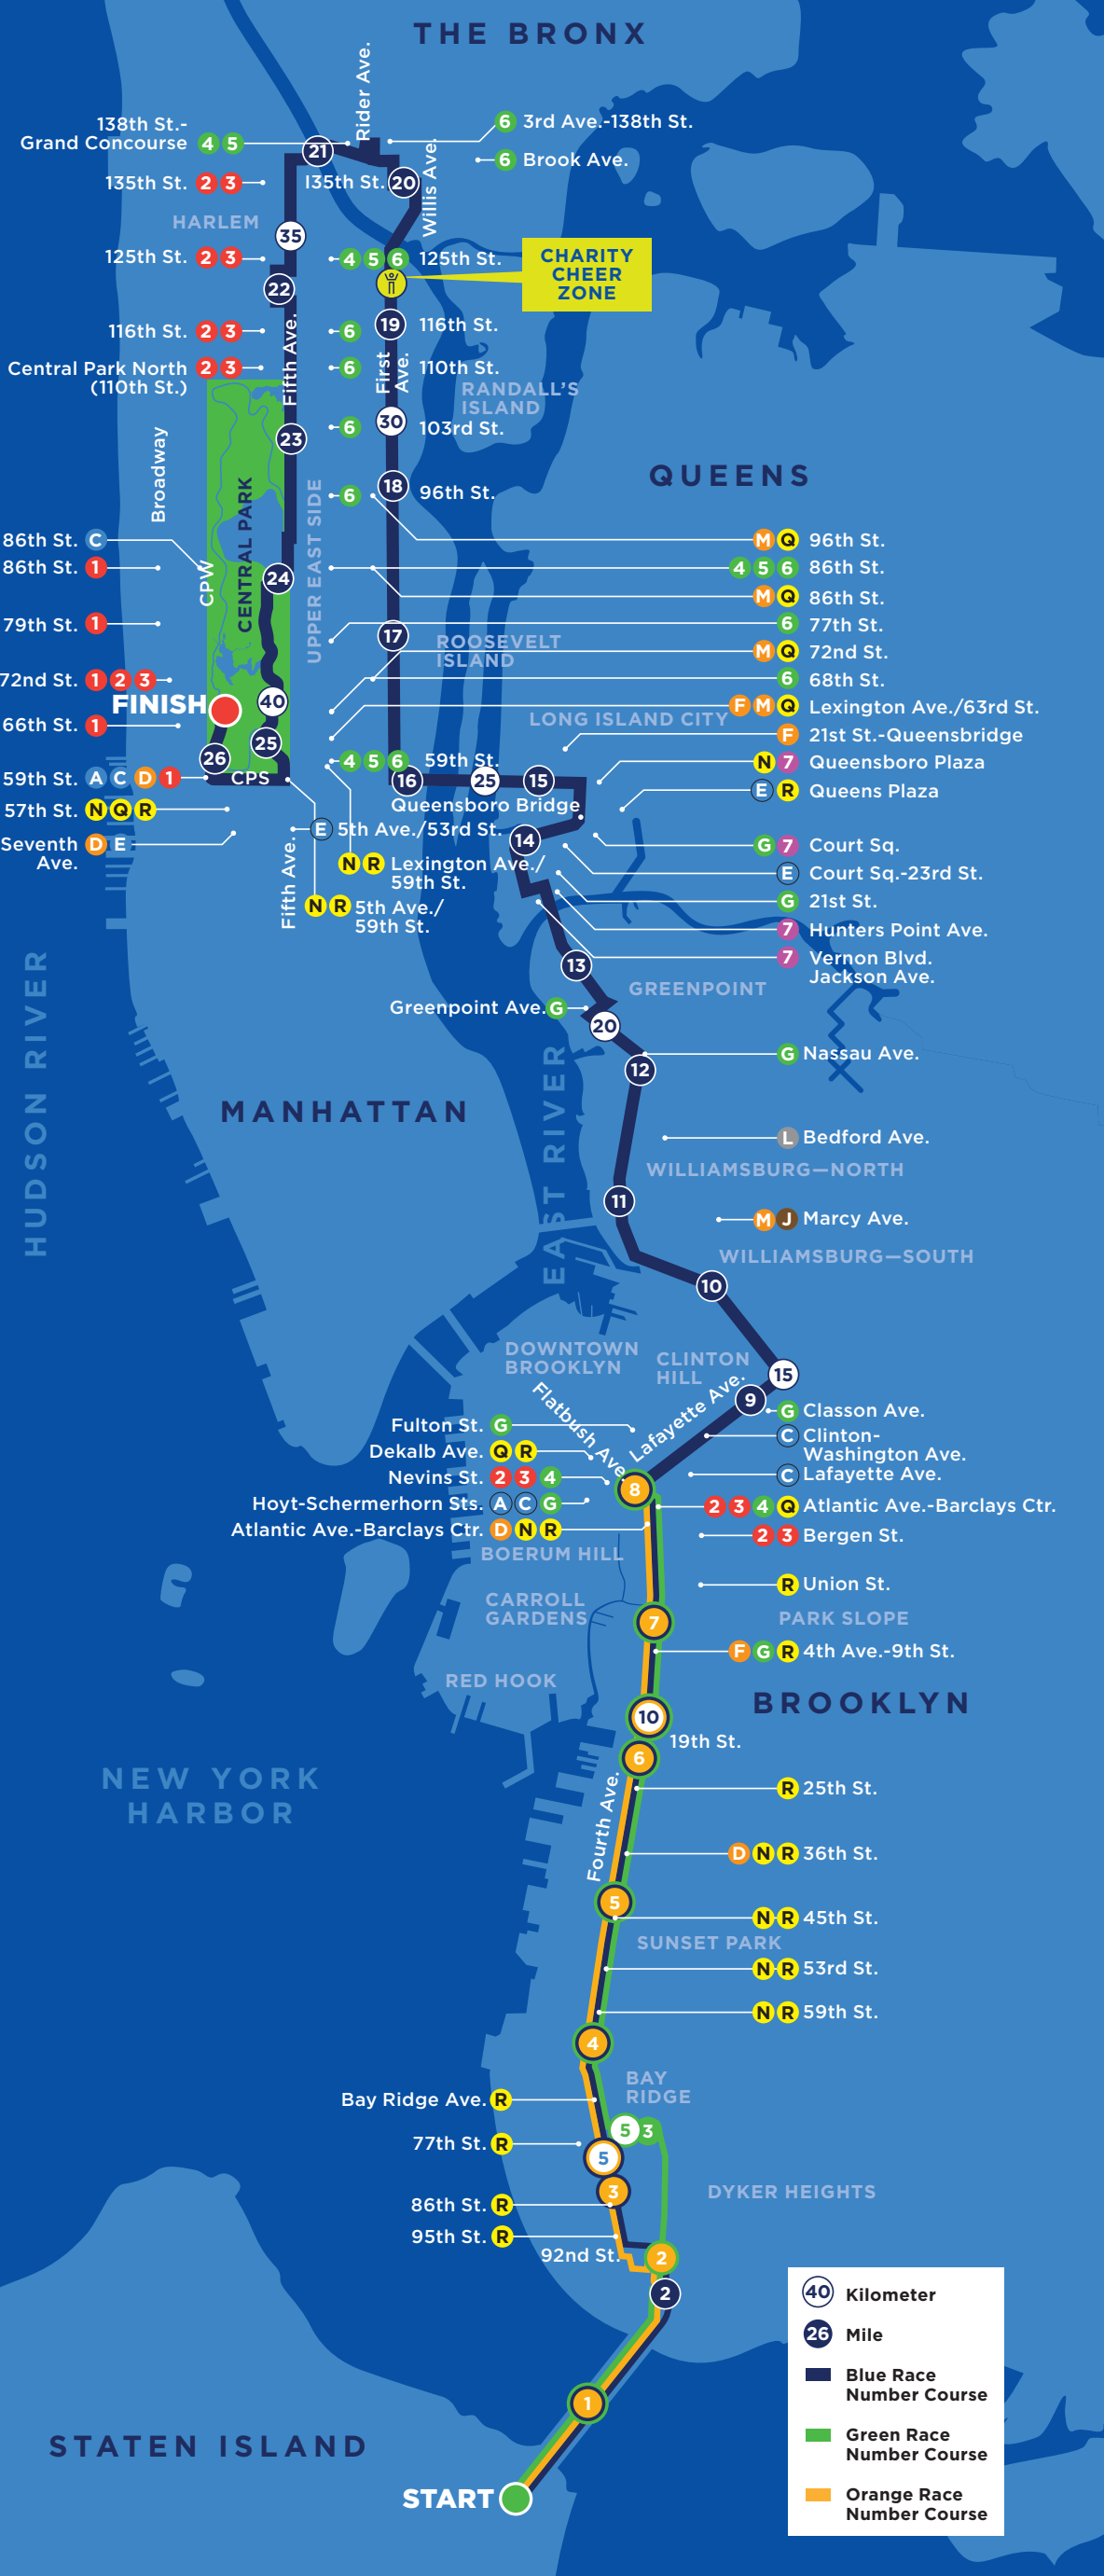 THE BRONX
Rider Ave.
138th St.-
Grand Concourse 4 5
6 3rd Ave.-138th St.
21
6 Brook Ave.
135th St. 2 3
I35th St. 20
Willis Ave.
HARLEM
35
125th St. 2 3
4 5 6 125th St.
CHARITY
CHEER
ZONE
22
116th St. 2 3
6
19 116th St.
Fifth Ave.
First
Ave.
Central Park North 2 3
(110th St.)
6
110th St.
RANDALL'S
ISLAND
23
6
30
103rd St.
Broadway
QUEENS
6
18
96th St.
CENTRAL PARK
UPPER EAST SIDE
86th St. C
M Q 96th St.
86th St. 1
4 5 6 86th St.
CPW
24
M Q 86th St.
79th St. 1
6 77th St.
17
ROOSEVELT
ISLAND
M Q 72nd St.
72nd St. 1 2 3
6 68th St.
FINISH
40
F M Q Lexington Ave./63rd St.
66th St. 1
LONG ISLAND CITY
25
F 21st St.-Queensbridge
26
4 5 6 59th St.
N 7 Queensboro Plaza
59th St. A C D 1
CPS
16 25 15
E R Queens Plaza
57th St. N Q R
Queensboro Bridge
E 5th Ave./53rd St.
14
Seventh D E
Ave.
G 7 Court Sq.
Fifth Ave.
N R Lexington Ave./
59th St.
E Court Sq.-23rd St.
N R 5th Ave./
59th St.
G 21st St.
7 Hunters Point Ave.
7 Vernon Blvd.
Jackson Ave.
13
HUDSON RIVER
GREENPOINT
Greenpoint Ave. G
20
G Nassau Ave.
12
MANHATTAN
EAST RIVER
L Bedford Ave.
WILLIAMSBURG—NORTH
11
M J Marcy Ave.
WILLIAMSBURG—SOUTH
10
DOWNTOWN
BROOKLYN
CLINTON
HILL
15
Flatbush Ave.
Lafayette Ave.
9
G Classon Ave.
Fulton St. G
C Clinton-
Washington Ave.
Dekalb Ave. Q R
Nevins St. 2 3 4
C Lafayette Ave.
8
Hoyt-Schermerhorn Sts. A C G
2 3 4 Q Atlantic Ave.-Barclays Ctr.
Atlantic Ave.-Barclays Ctr. D N R
2 3 Bergen St.
BOERUM HILL
R Union St.
CARROLL
GARDENS
7
PARK SLOPE
F G R 4th Ave.-9th St.
RED HOOK
BROOKLYN
10
19th St.
6
NEW YORK
HARBOR
Fourth Ave.
R 25th St.
D N R 36th St.
5
N R 45th St.
SUNSET PARK
N R 53rd St.
N R 59th St.
4
BAY
RIDGE
Bay Ridge Ave. R
5 3
77th St. R
5
3
DYKER HEIGHTS
86th St. R
95th St. R
92nd St.
2
2
40 Kilometer
26 Mile
Blue Race
Number Course
Green Race
Number Course
Orange Race
Number Course
1
STATEN ISLAND
START